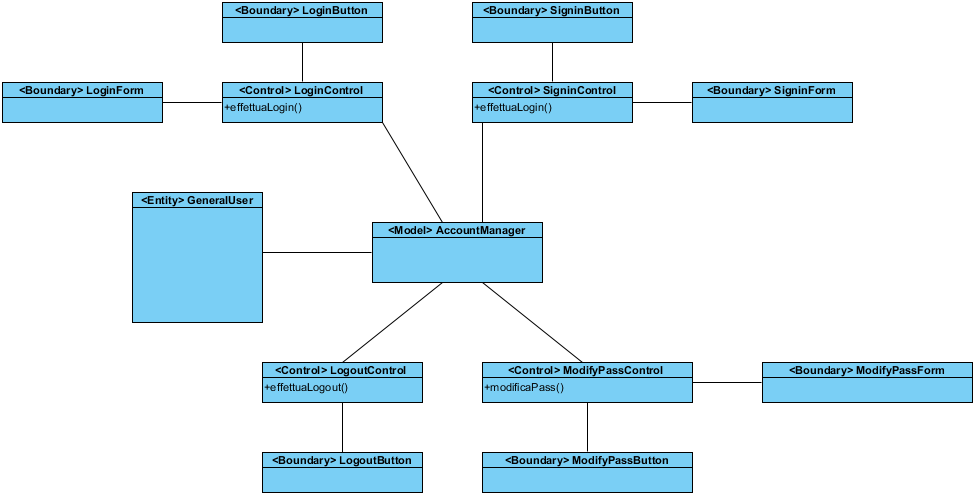 <Boundary> LoginButton
<Boundary> SigninButton
<Boundary> LoginForm
<Control> LoginControl
+effettuaLogin()
<Control> SigninControl
+effettuaLogin()
<Boundary> SigninForm
<Entity> GeneralUser
<Model> AccountManager
<Control> LogoutControl
+effettuaLogout()
<Control> ModifyPassControl
+modificaPass()
<Boundary> ModifyPassForm
<Boundary> LogoutButton
<Boundary> ModifyPassButton